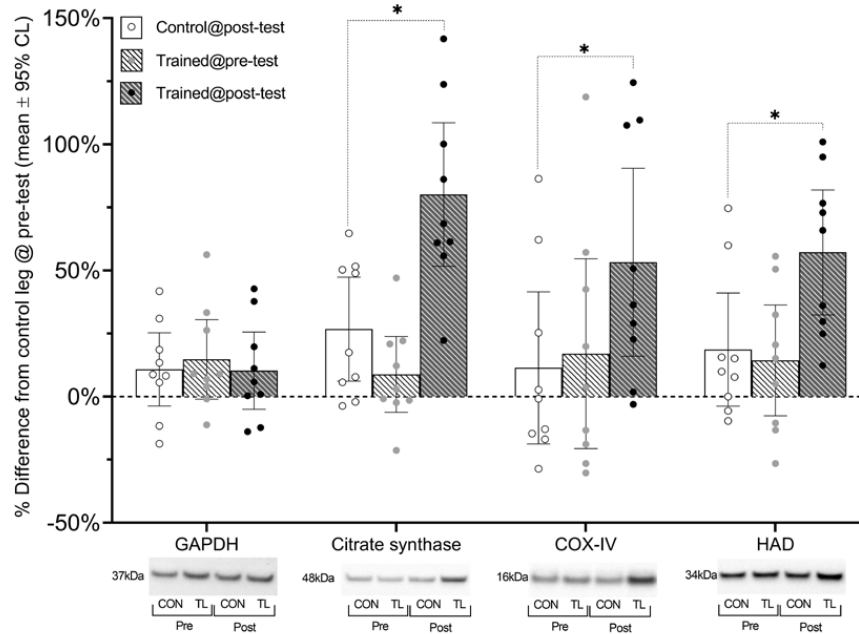 % Difference from control leg @ pre-test (mean ± 95% CL)
150%
100%
50%
0%
-50%
Control@post-test
Trained@pre-test
Trained@post-test
*
*
*
GAPDH
Citrate synthase
COX-IV
HAD
37kDa
48kDa
16kDa
34kDa
CON TL CON TL
Pre Post
CON TL CON TL
Pre Post
CON TL CON TL
Pre Post
CON TL CON TL
Pre Post